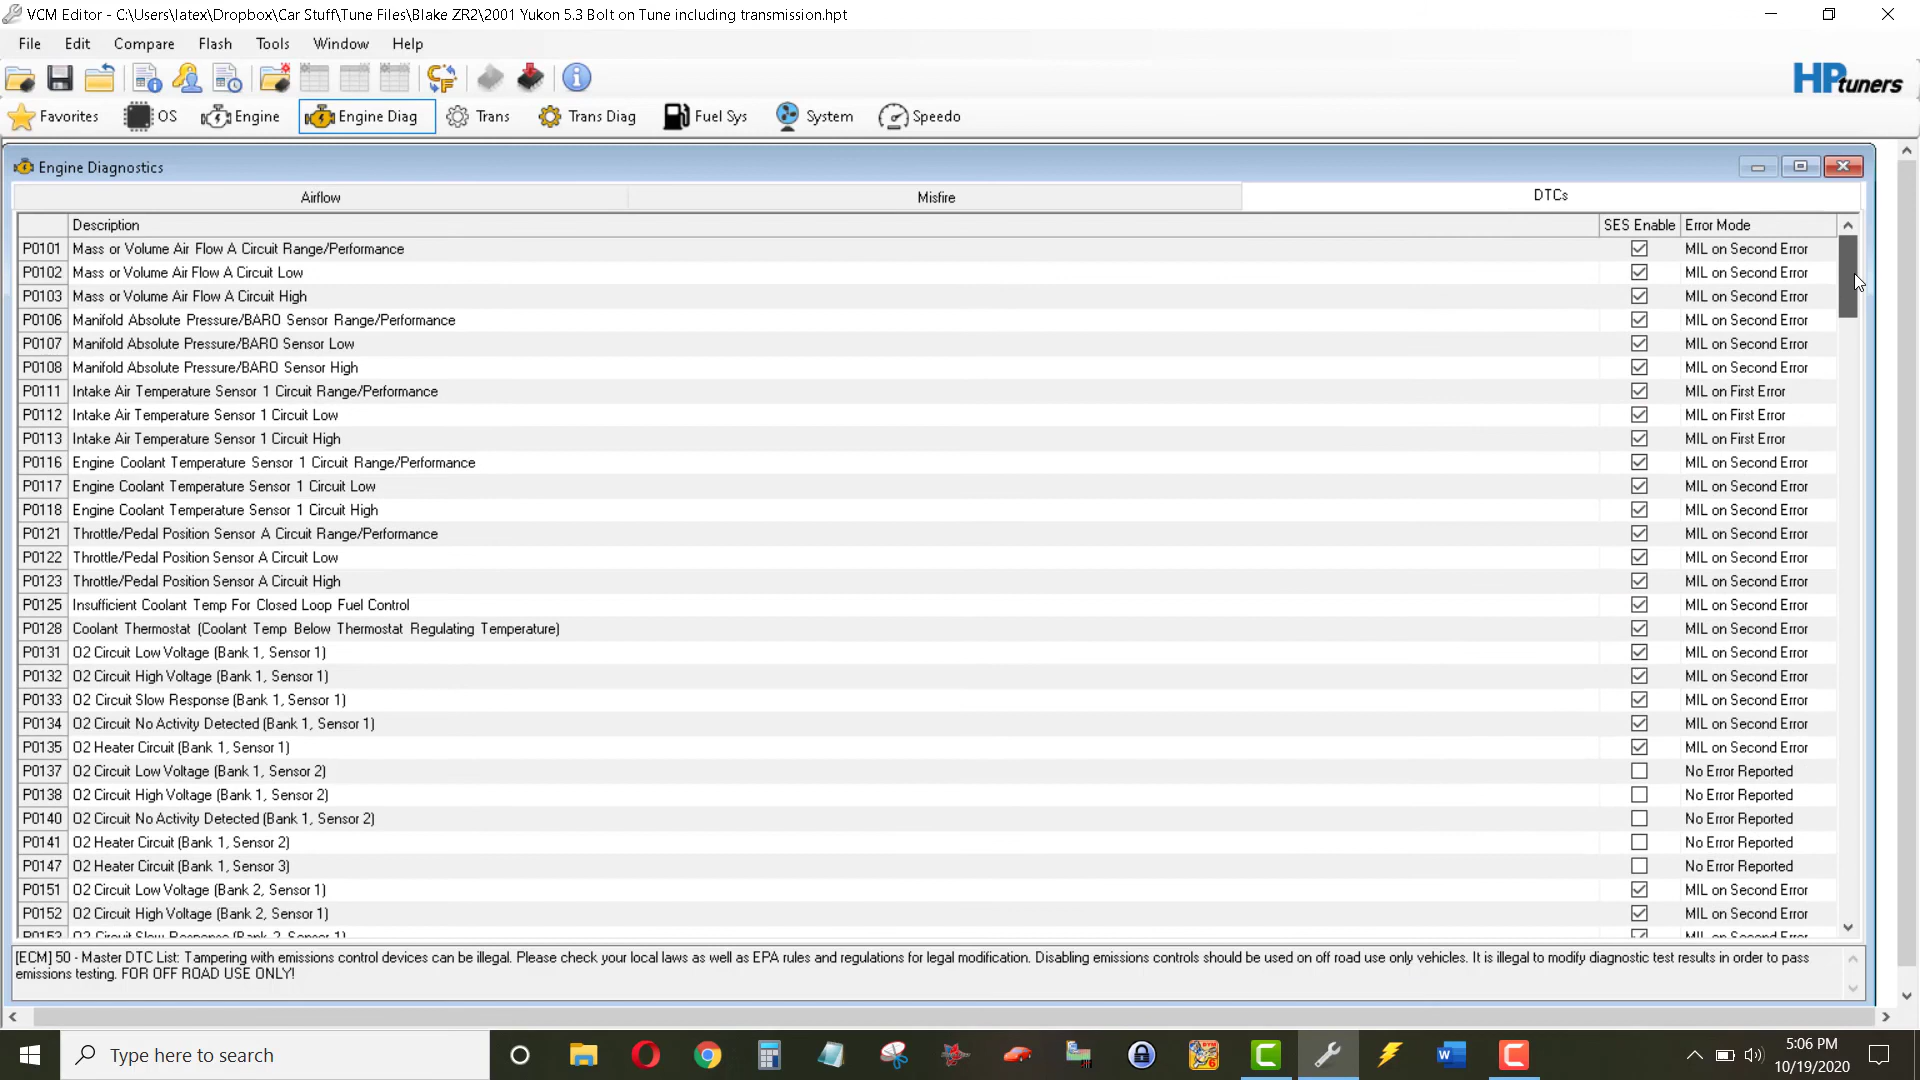 VCM Editor - C:\Users\latex\Dropbox\Car Stuff\Tune Files\Blake ZR2\2001 Yukon 5.3 Bolt on Tune including transmission.hpt
File Edit Compare Flash Tools Window Help
HPtuners
Favorites OS Engine Engine Diag Trans Trans Diag Fuel Sys System Speedo
Engine Diagnostics
Airflow Misfire DTCs
Description SES Enable Error Mode
P0101 Mass or Volume Air Flow A Circuit Range/Performance MIL on Second Error
P0102 Mass or Volume Air Flow A Circuit Low MIL on Second Error
P0103 Mass or Volume Air Flow A Circuit High MIL on Second Error
P0106 Manifold Absolute Pressure/BARO Sensor Range/Performance MIL on Second Error
P0107 Manifold Absolute Pressure/BARO Sensor Low MIL on Second Error
P0108 Manifold Absolute Pressure/BARO Sensor High MIL on Second Error
P0111 Intake Air Temperature Sensor 1 Circuit Range/Performance MIL on First Error
P0112 Intake Air Temperature Sensor 1 Circuit Low MIL on First Error
P0113 Intake Air Temperature Sensor 1 Circuit High MIL on First Error
P0116 Engine Coolant Temperature Sensor 1 Circuit Range/Performance MIL on Second Error
P0117 Engine Coolant Temperature Sensor 1 Circuit Low MIL on Second Error
P0118 Engine Coolant Temperature Sensor 1 Circuit High MIL on Second Error
P0121 Throttle/Pedal Position Sensor A Circuit Range/Performance MIL on Second Error
P0122 Throttle/Pedal Position Sensor A Circuit Low MIL on Second Error
P0123 Throttle/Pedal Position Sensor A Circuit High MIL on Second Error
P0125 Insufficient Coolant Temp For Closed Loop Fuel Control MIL on Second Error
P0128 Coolant Thermostat (Coolant Temp Below Thermostat Regulating Temperature) MIL on Second Error
P0131 O2 Circuit Low Voltage (Bank 1, Sensor 1) MIL on Second Error
P0132 O2 Circuit High Voltage (Bank 1, Sensor 1) MIL on Second Error
P0133 O2 Circuit Slow Response (Bank 1, Sensor 1) MIL on Second Error
P0134 O2 Circuit No Activity Detected (Bank 1, Sensor 1) MIL on Second Error
P0135 O2 Heater Circuit (Bank 1, Sensor 1) MIL on Second Error
P0137 O2 Circuit Low Voltage (Bank 1, Sensor 2) No Error Reported
P0138 O2 Circuit High Voltage (Bank 1, Sensor 2) No Error Reported
P0140 O2 Circuit No Activity Detected (Bank 1, Sensor 2) No Error Reported
P0141 O2 Heater Circuit (Bank 1, Sensor 2) No Error Reported
P0147 O2 Heater Circuit (Bank 1, Sensor 3) No Error Reported
P0151 O2 Circuit Low Voltage (Bank 2, Sensor 1) MIL on Second Error
P0152 O2 Circuit High Voltage (Bank 2, Sensor 1) MIL on Second Error
P0153 O2 Circuit Slow Response (Bank 2, Sensor 1) MIL on Second Error
[ECM] 50 - Master DTC List: Tampering with emissions control devices can be illegal. Please check your local laws as well as EPA rules and regulations for legal modification. Disabling emissions controls should be used on off road use only vehicles. It is illegal to modify diagnostic test results in order to pass
emissions testing. FOR OFF ROAD USE ONLY!
Type here to search
5:06 PM
10/19/2020